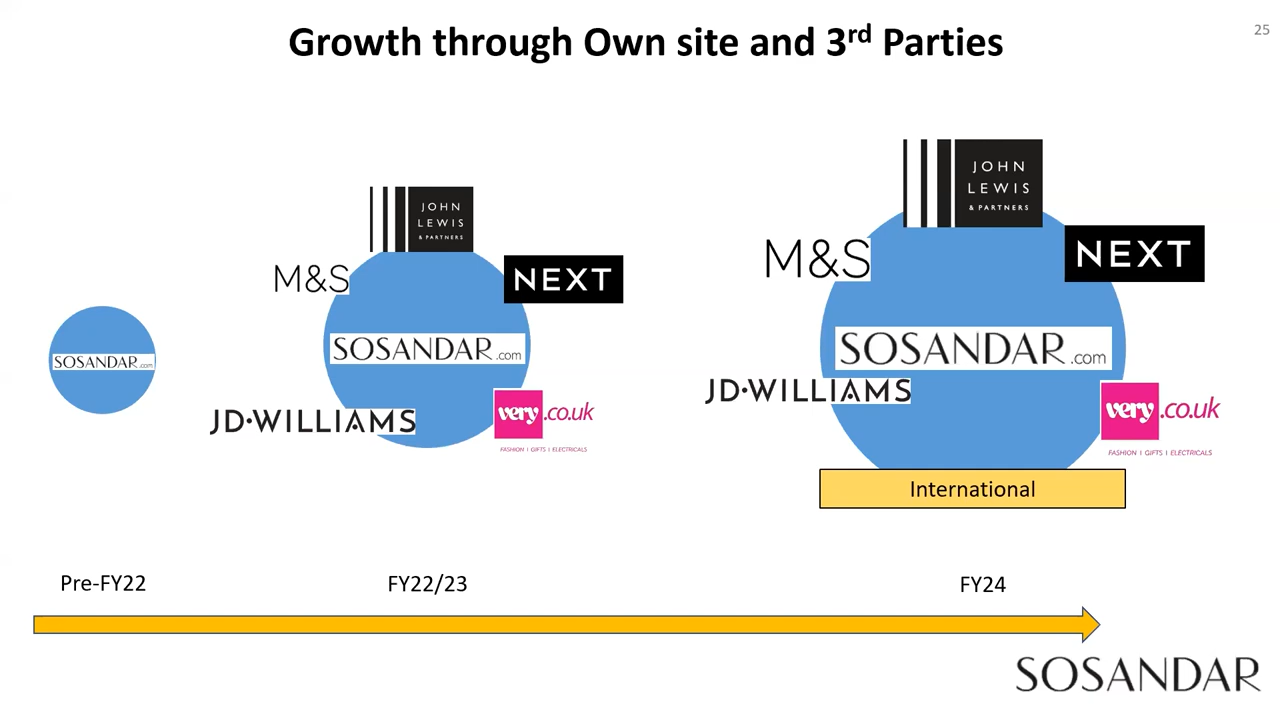 Growth through Own site and 3rd Parties
25
SOSANDAR.com
JOHN
LEWIS
& PARTNERS
M&S
NEXT
SOSANDAR.com
JD·WILLIAMS
very.co.uk
FASHION I GIFTS I ELECTRICALS
JOHN
LEWIS
& PARTNERS
M&S
NEXT
SOSANDAR.com
JD·WILLIAMS
very.co.uk
FASHION I GIFTS I ELECTRICALS
International
Pre-FY22
FY22/23
FY24
SOSANDAR